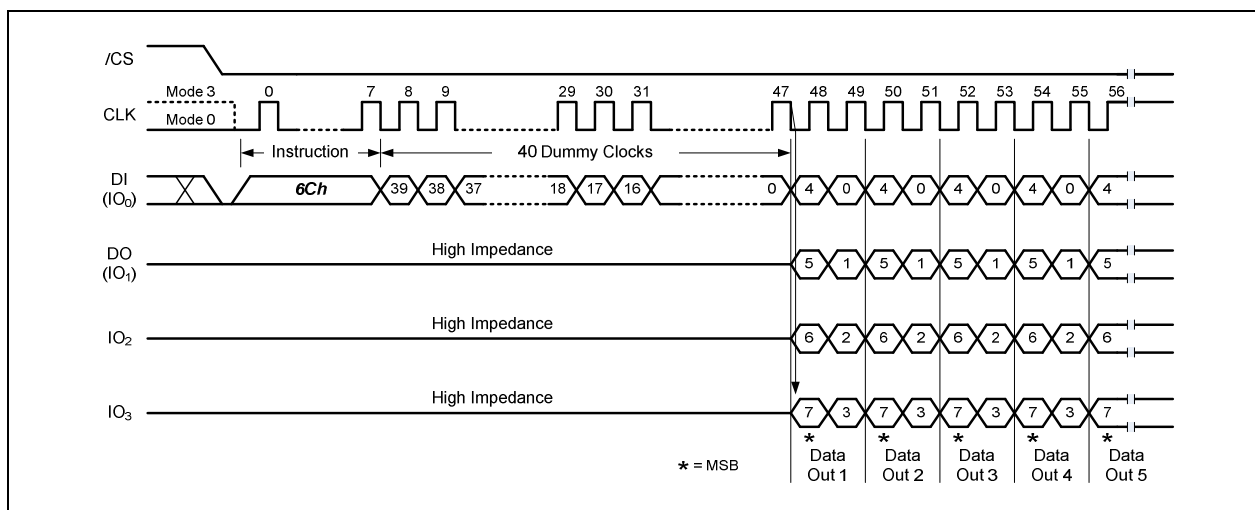 /CS
Mode 3 0 7 8 9 29 30 31 47 48 49 50 51 52 53 54 55 56
CLK
Mode 0
Instruction 40 Dummy Clocks
DI
(IO0) 6Ch 39 38 37 18 17 16 0 4 0 4 0 4 0 4 0 4
High Impedance
DO
(IO1) 5 1 5 1 5 1 5 1 5
High Impedance
IO2 6 2 6 2 6 2 6 2 6
High Impedance
IO3 7 3 7 3 7 3 7 3 7
* * * * *
* = MSB
Data Out 1
Data Out 2
Data Out 3
Data Out 4
Data Out 5